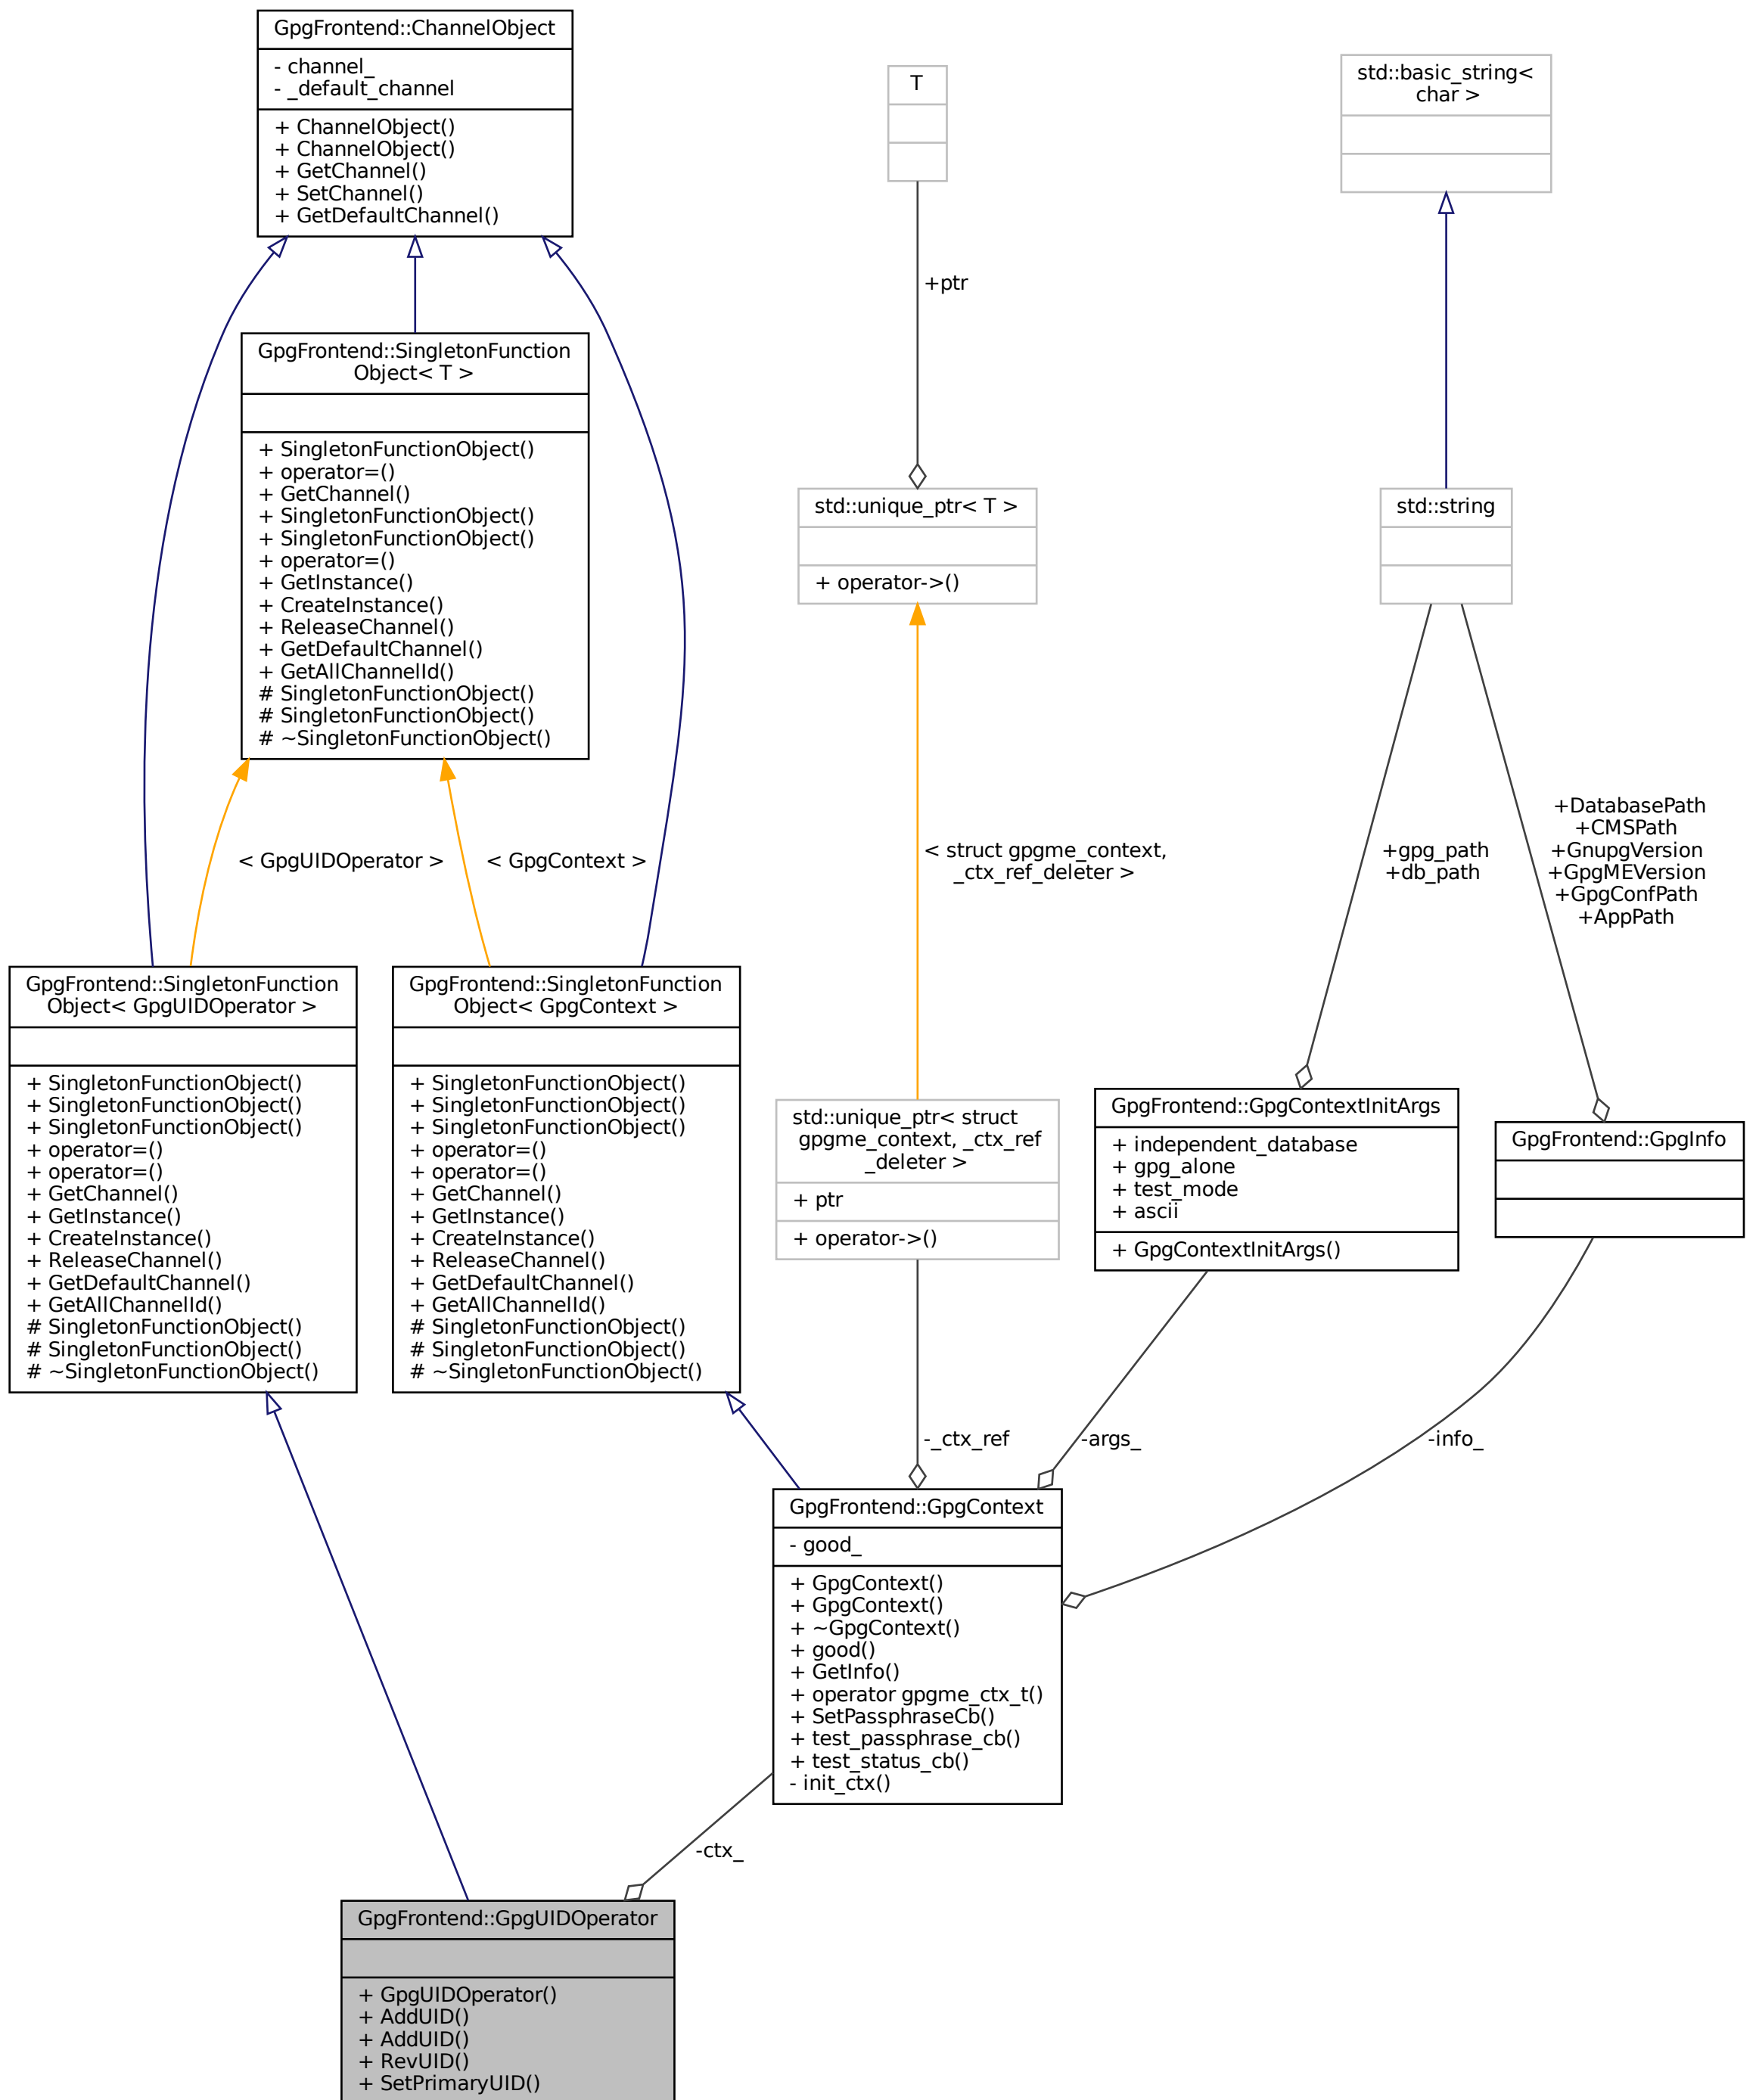 GpgFrontend::ChannelObject
- channel_
- _default_channel
+ ChannelObject()
+ ChannelObject()
+ GetChannel()
+ SetChannel()
+ GetDefaultChannel()
T
std::basic_string<
char >
+ptr
GpgFrontend::SingletonFunction
Object< T >
+ SingletonFunctionObject()
+ operator=()
+ GetChannel()
+ SingletonFunctionObject()
+ SingletonFunctionObject()
+ operator=()
+ GetInstance()
+ CreateInstance()
+ ReleaseChannel()
+ GetDefaultChannel()
+ GetAllChannelId()
# SingletonFunctionObject()
# SingletonFunctionObject()
# ~SingletonFunctionObject()
std::unique_ptr< T >
+ operator->()
std::string
< GpgUIDOperator >
< GpgContext >
< struct gpgme_context,
_ctx_ref_deleter >
+gpg_path
+db_path
+DatabasePath
+CMSPath
+GnupgVersion
+GpgMEVersion
+GpgConfPath
+AppPath
GpgFrontend::SingletonFunction
Object< GpgUIDOperator >
+ SingletonFunctionObject()
+ SingletonFunctionObject()
+ SingletonFunctionObject()
+ operator=()
+ operator=()
+ GetChannel()
+ GetInstance()
+ CreateInstance()
+ ReleaseChannel()
+ GetDefaultChannel()
+ GetAllChannelId()
# SingletonFunctionObject()
# SingletonFunctionObject()
# ~SingletonFunctionObject()
GpgFrontend::SingletonFunction
Object< GpgContext >
+ SingletonFunctionObject()
+ SingletonFunctionObject()
+ SingletonFunctionObject()
+ operator=()
+ operator=()
+ GetChannel()
+ GetInstance()
+ CreateInstance()
+ ReleaseChannel()
+ GetDefaultChannel()
+ GetAllChannelId()
# SingletonFunctionObject()
# SingletonFunctionObject()
# ~SingletonFunctionObject()
std::unique_ptr< struct
gpgme_context, _ctx_ref
_deleter >
+ ptr
+ operator->()
GpgFrontend::GpgContextInitArgs
+ independent_database
+ gpg_alone
+ test_mode
+ ascii
+ GpgContextInitArgs()
GpgFrontend::GpgInfo
-_ctx_ref
-args_
-info_
GpgFrontend::GpgContext
- good_
+ GpgContext()
+ GpgContext()
+ ~GpgContext()
+ good()
+ GetInfo()
+ operator gpgme_ctx_t()
+ SetPassphraseCb()
+ test_passphrase_cb()
+ test_status_cb()
- init_ctx()
-ctx_
GpgFrontend::GpgUIDOperator
+ GpgUIDOperator()
+ AddUID()
+ AddUID()
+ RevUID()
+ SetPrimaryUID()